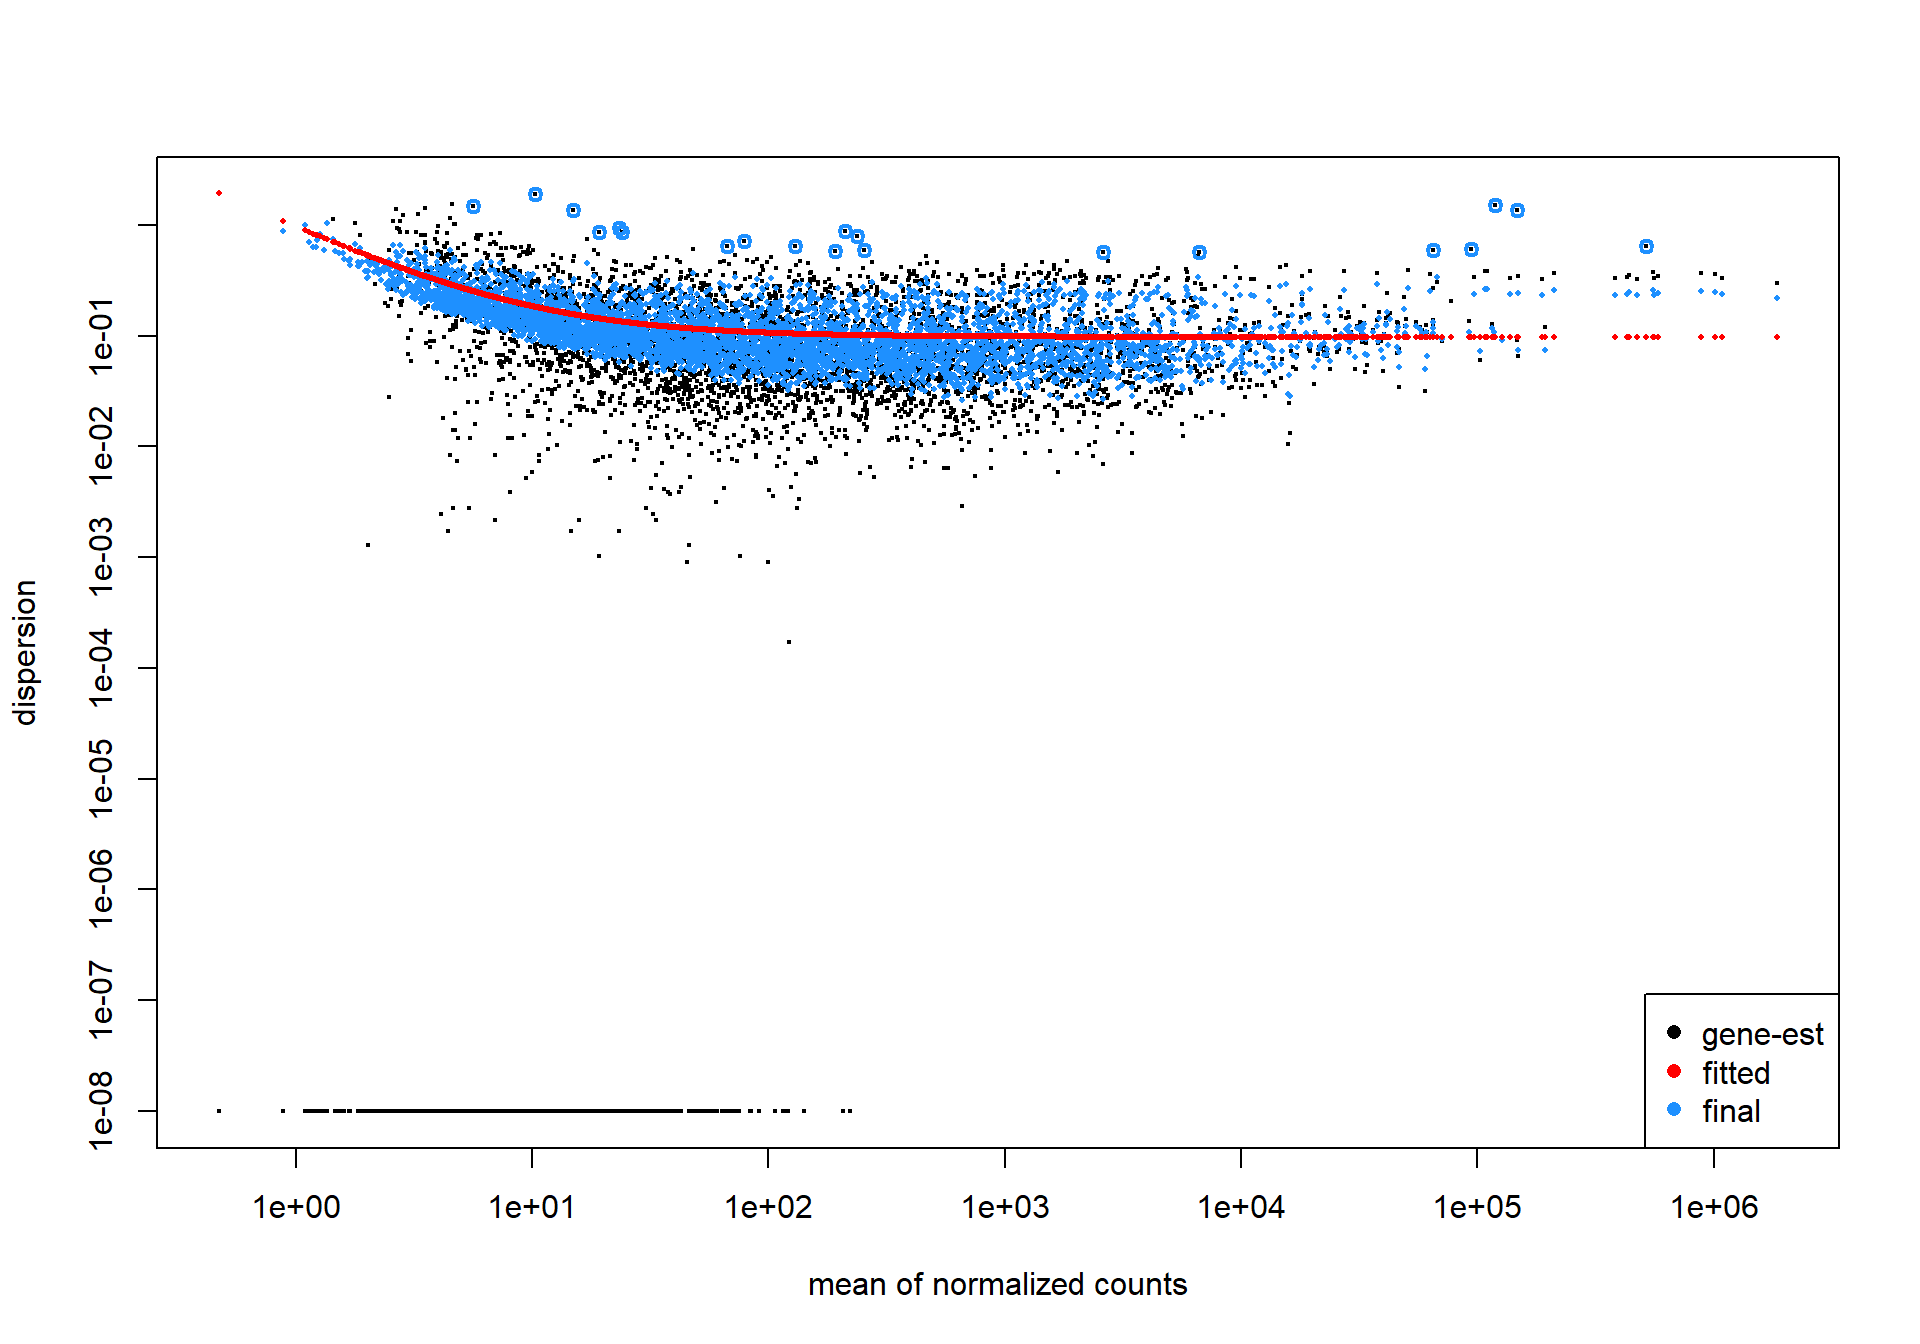 dispersion
1e-01
1e-02
1e-03
1e-04
1e-05
1e-06
1e-07
1e-08
gene-est
fitted
final
1e+00 1e+01 1e+02 1e+03 1e+04 1e+05 1e+06
mean of normalized counts